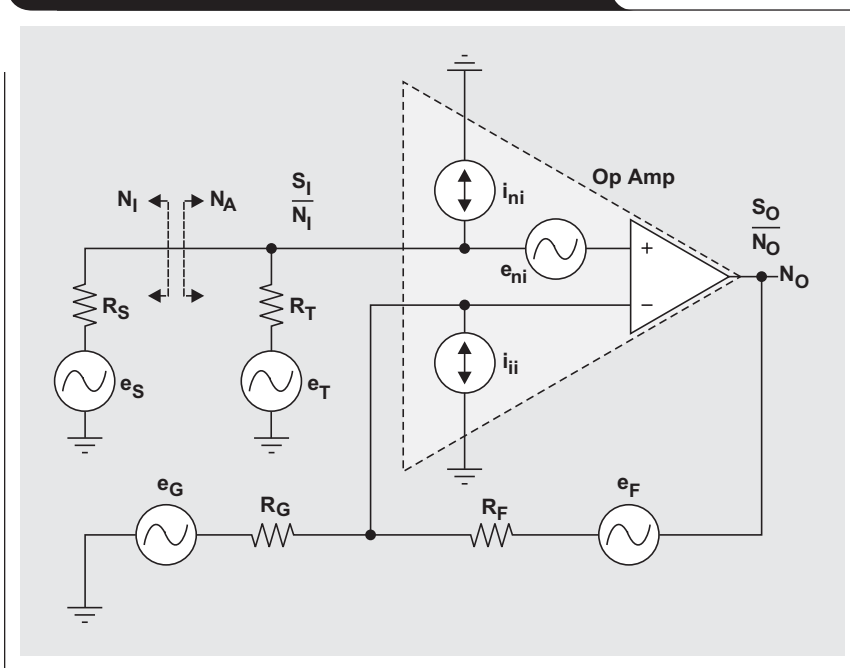 Op Amp
i_ni
S_I
N_I
N_I N_A
S_O
N_O
+
e_ni
N_O
R_S
R_T
−
i_ii
e_S
e_T
e_G
R_G
R_F
e_F